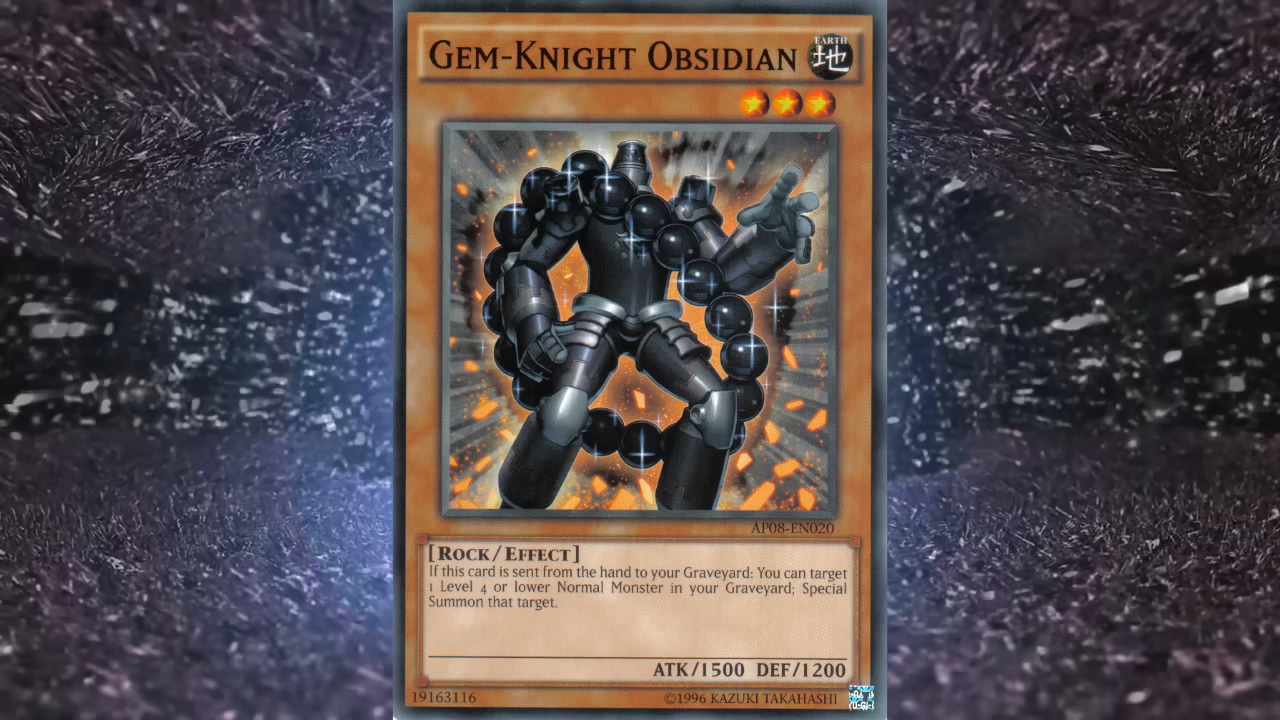 GEM-KNIGHT OBSIDIAN
EARTH
地
AP08-EN020
[ROCK/EFFECT]
If this card is sent from the hand to your Graveyard: You can target
1 Level 4 or lower Normal Monster in your Graveyard; Special
Summon that target.
ATK/1500 DEF/1200
19163116
©1996 KAZUKI TAKAHASHI